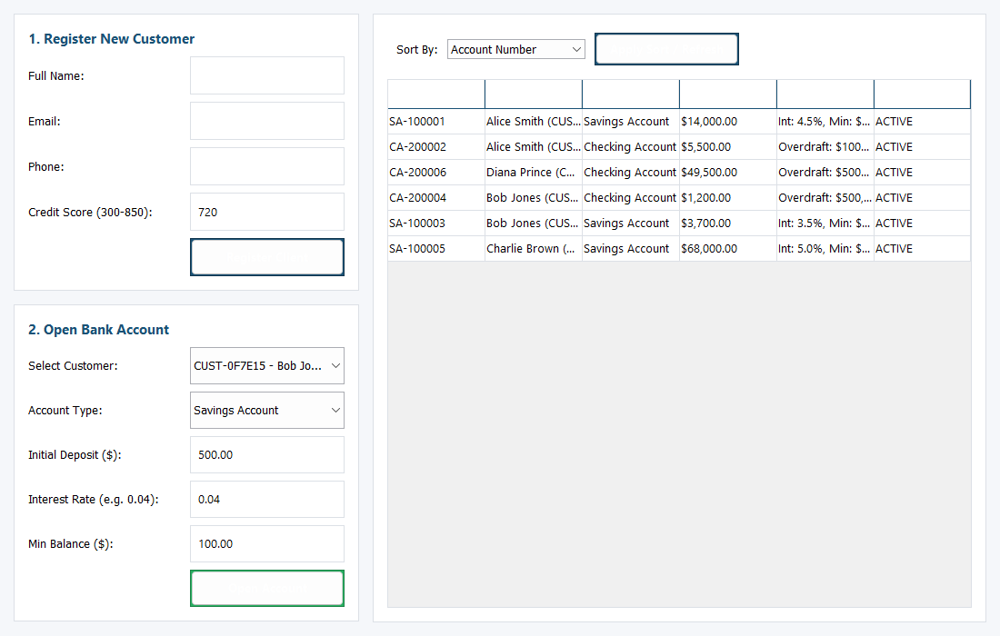 1. Register New Customer
Full Name:
Email:
Phone:
Credit Score (300-850): 720
2. Open Bank Account
Select Customer: CUST-0F7E15 - Bob Jo...
Account Type: Savings Account
Initial Deposit ($): 500.00
Interest Rate (e.g. 0.04): 0.04
Min Balance ($): 100.00
Sort By: Account Number
SA-100001 Alice Smith (CUS... Savings Account $14,000.00 Int: 4.5%, Min: $... ACTIVE
CA-200002 Alice Smith (CUS... Checking Account $5,500.00 Overdraft: $100... ACTIVE
CA-200006 Diana Prince (C... Checking Account $49,500.00 Overdraft: $500... ACTIVE
CA-200004 Bob Jones (CUS... Checking Account $1,200.00 Overdraft: $500,... ACTIVE
SA-100003 Bob Jones (CUS... Savings Account $3,700.00 Int: 3.5%, Min: $... ACTIVE
SA-100005 Charlie Brown (... Savings Account $68,000.00 Int: 5.0%, Min: $... ACTIVE